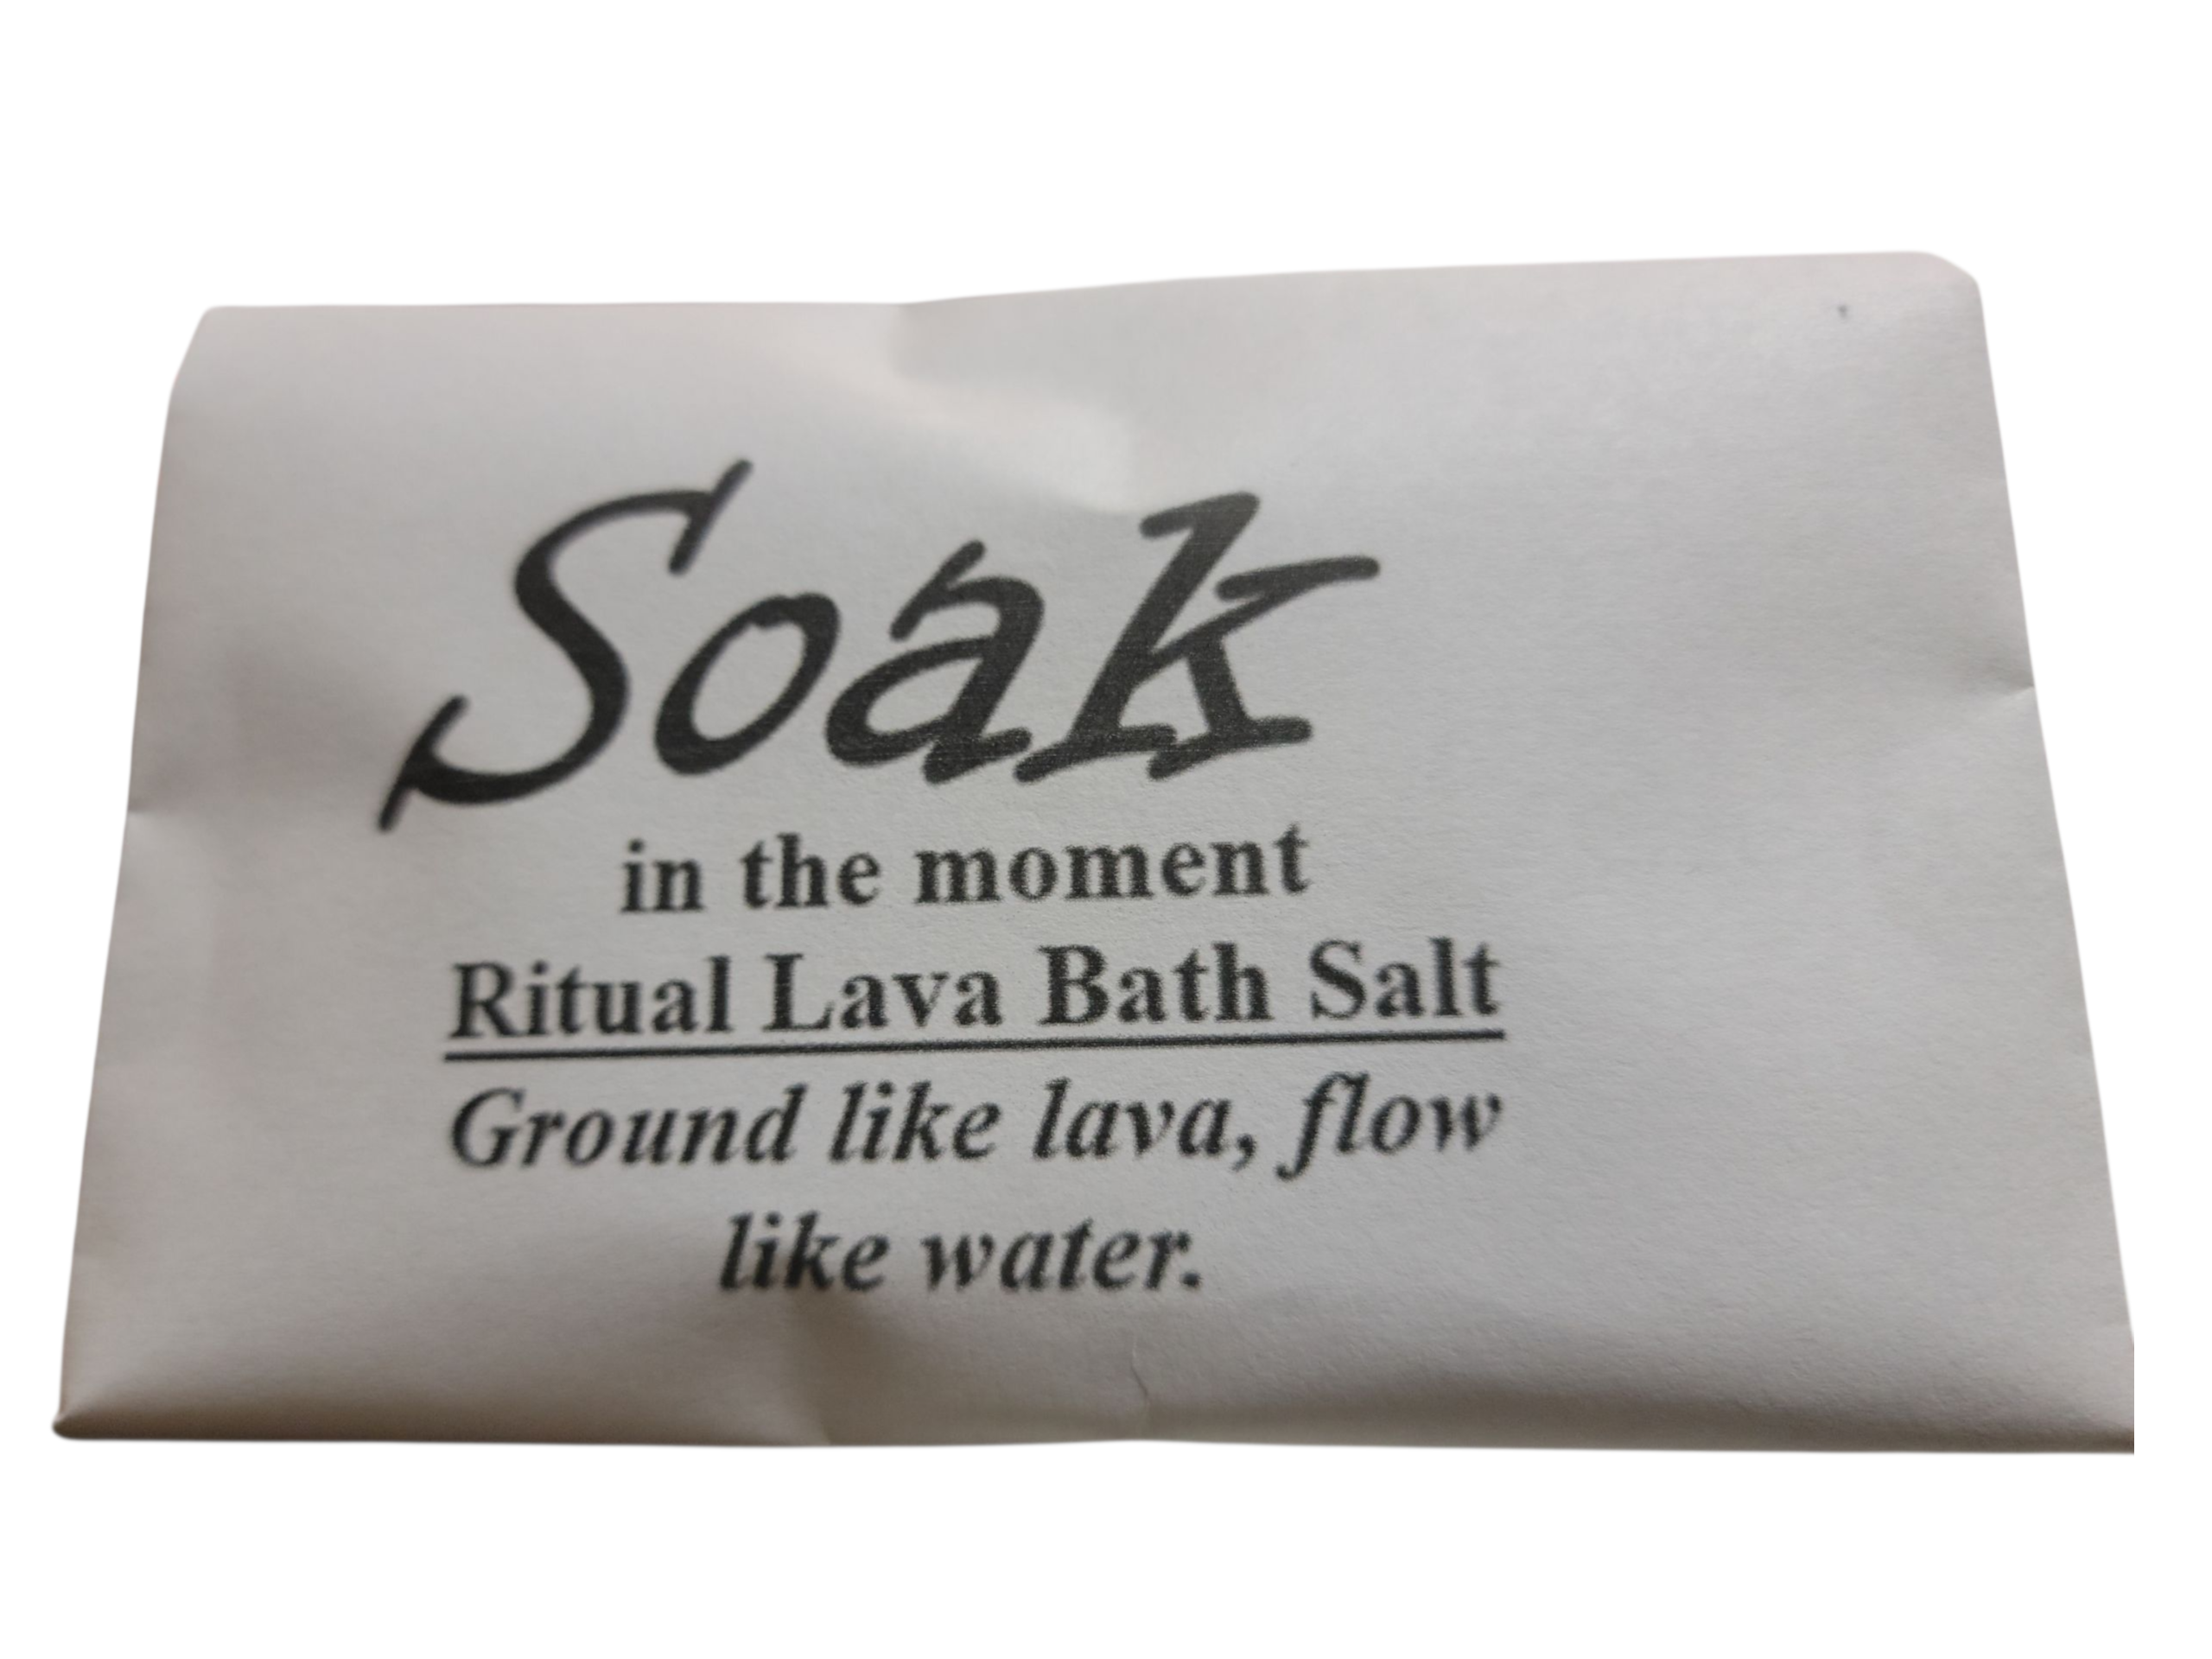 Soak
in the moment
Ritual Lava Bath Salt
Ground like lava, flow
like water.